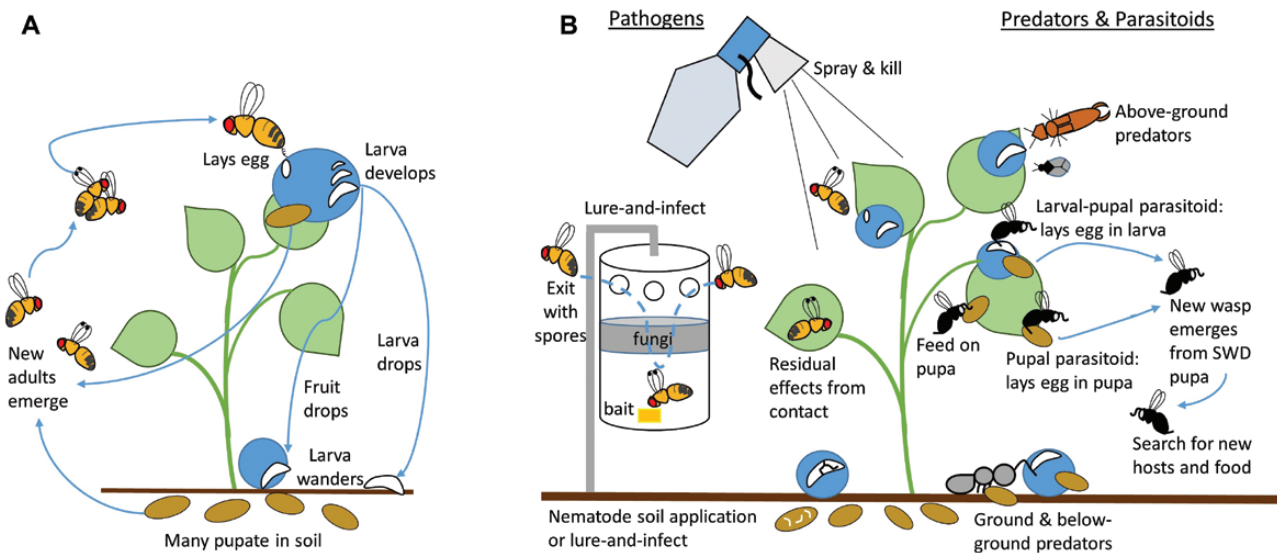 A
Lays egg
Larva
develops
New
adults
emerge
Larva
drops
Fruit
drops
Larva
wanders
Many pupate in soil
B
Pathogens
Predators & Parasitoids
Spray & kill
Above-ground
predators
Lure-and-infect
Larval-pupal parasitoid:
lays egg in larva
Exit
with
spores
fungi
bait
Residual
effects from
contact
Feed on
pupa
Pupal parasitoid:
lays egg in pupa
New wasp
emerges
from SWD
pupa
Search for new
hosts and food
Nematode soil application
or lure-and-infect
Ground & below-
ground predators